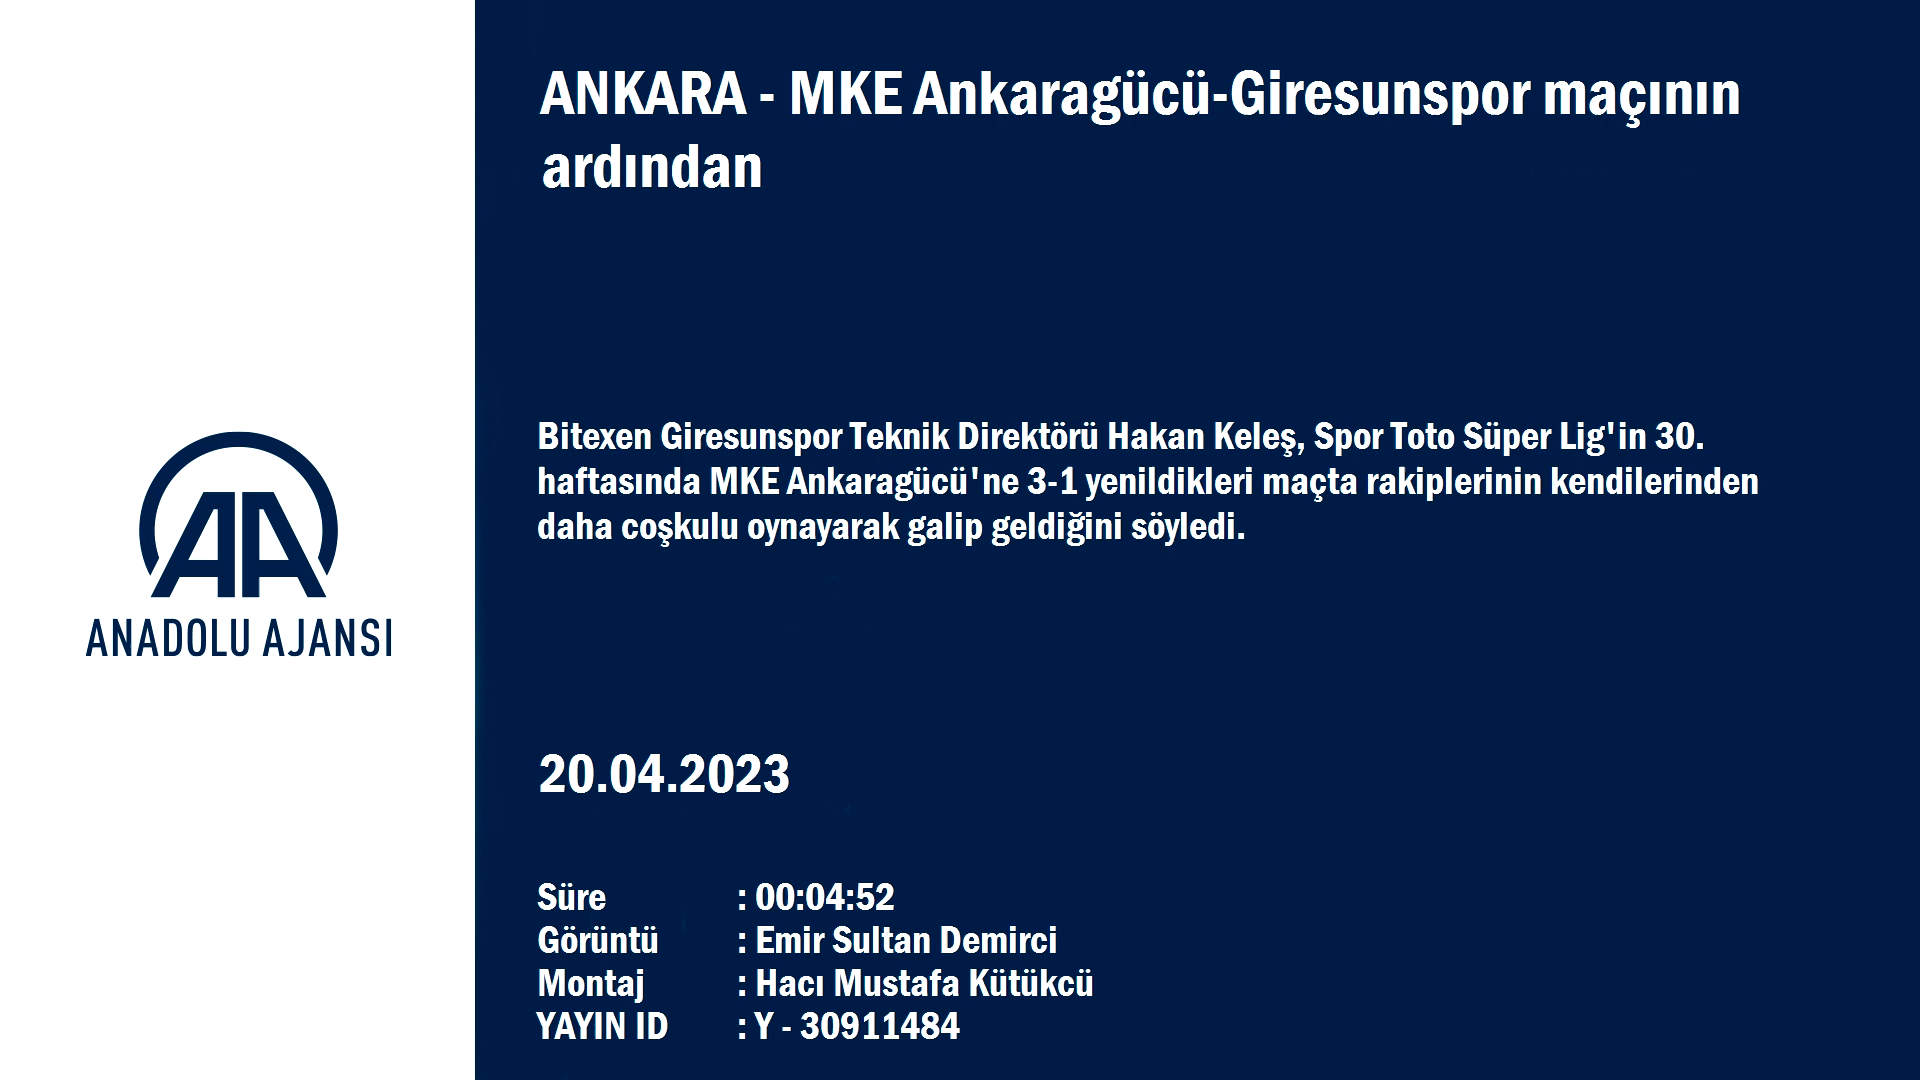 ANKARA - MKE Ankaragücü-Giresunspor maçının
ardından
Bitexen Giresunspor Teknik Direktörü Hakan Keleş, Spor Toto Süper Lig'in 30.
haftasında MKE Ankaragücü'ne 3-1 yenildikleri maçta rakiplerinin kendilerinden
daha coşkulu oynayarak galip geldiğini söyledi.
AA
ANADOLU AJANSI
20.04.2023
Süre : 00:04:52
Görüntü : Emir Sultan Demirci
Montaj : Hacı Mustafa Kütükcü
YAYIN ID : Y - 30911484